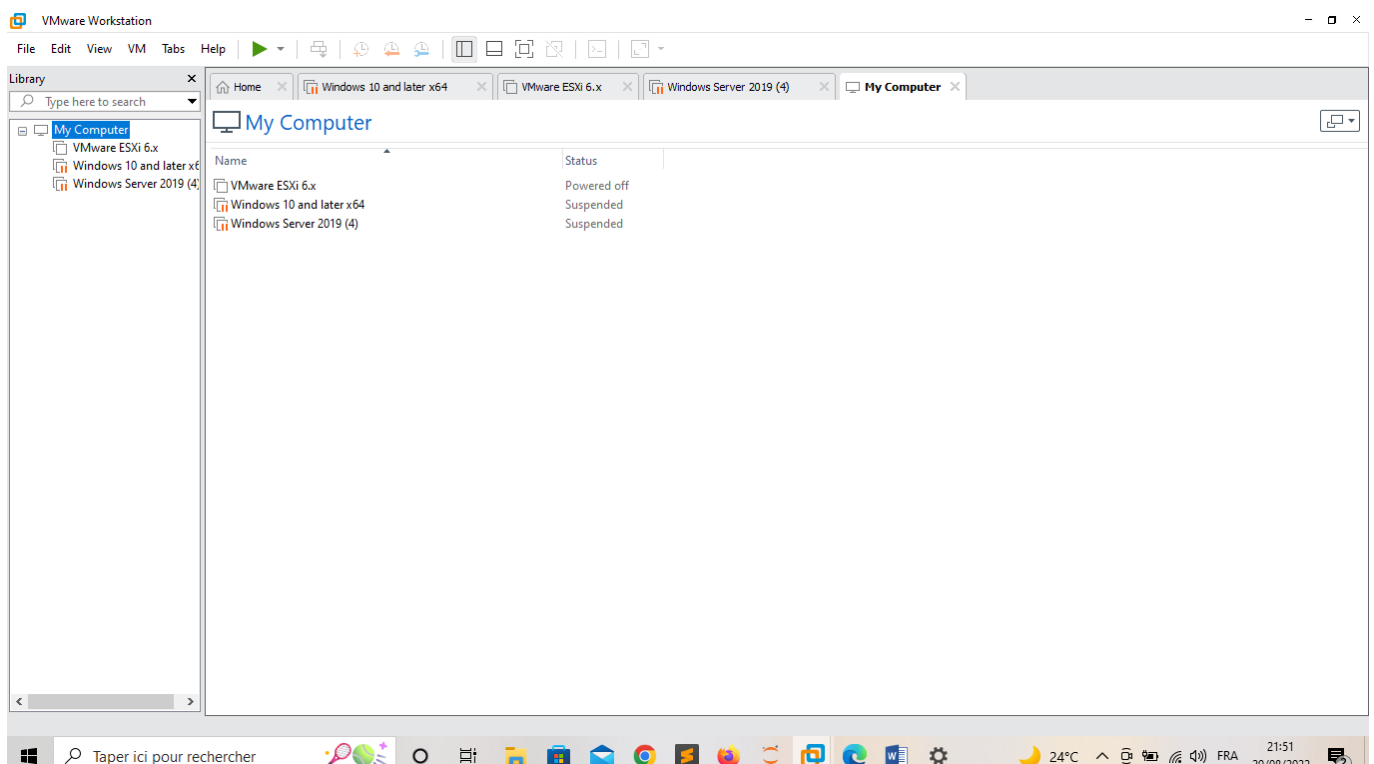 VMware Workstation
File Edit View VM Tabs Help
Library
Type here to search
My Computer
VMware ESXi 6.x
Windows 10 and later x6
Windows Server 2019 (4)
Home Windows 10 and later x64 VMware ESXi 6.x Windows Server 2019 (4) My Computer
My Computer
Name Status
VMware ESXi 6.x Powered off
Windows 10 and later x64 Suspended
Windows Server 2019 (4) Suspended
Taper ici pour rechercher
24°C FRA 21:51